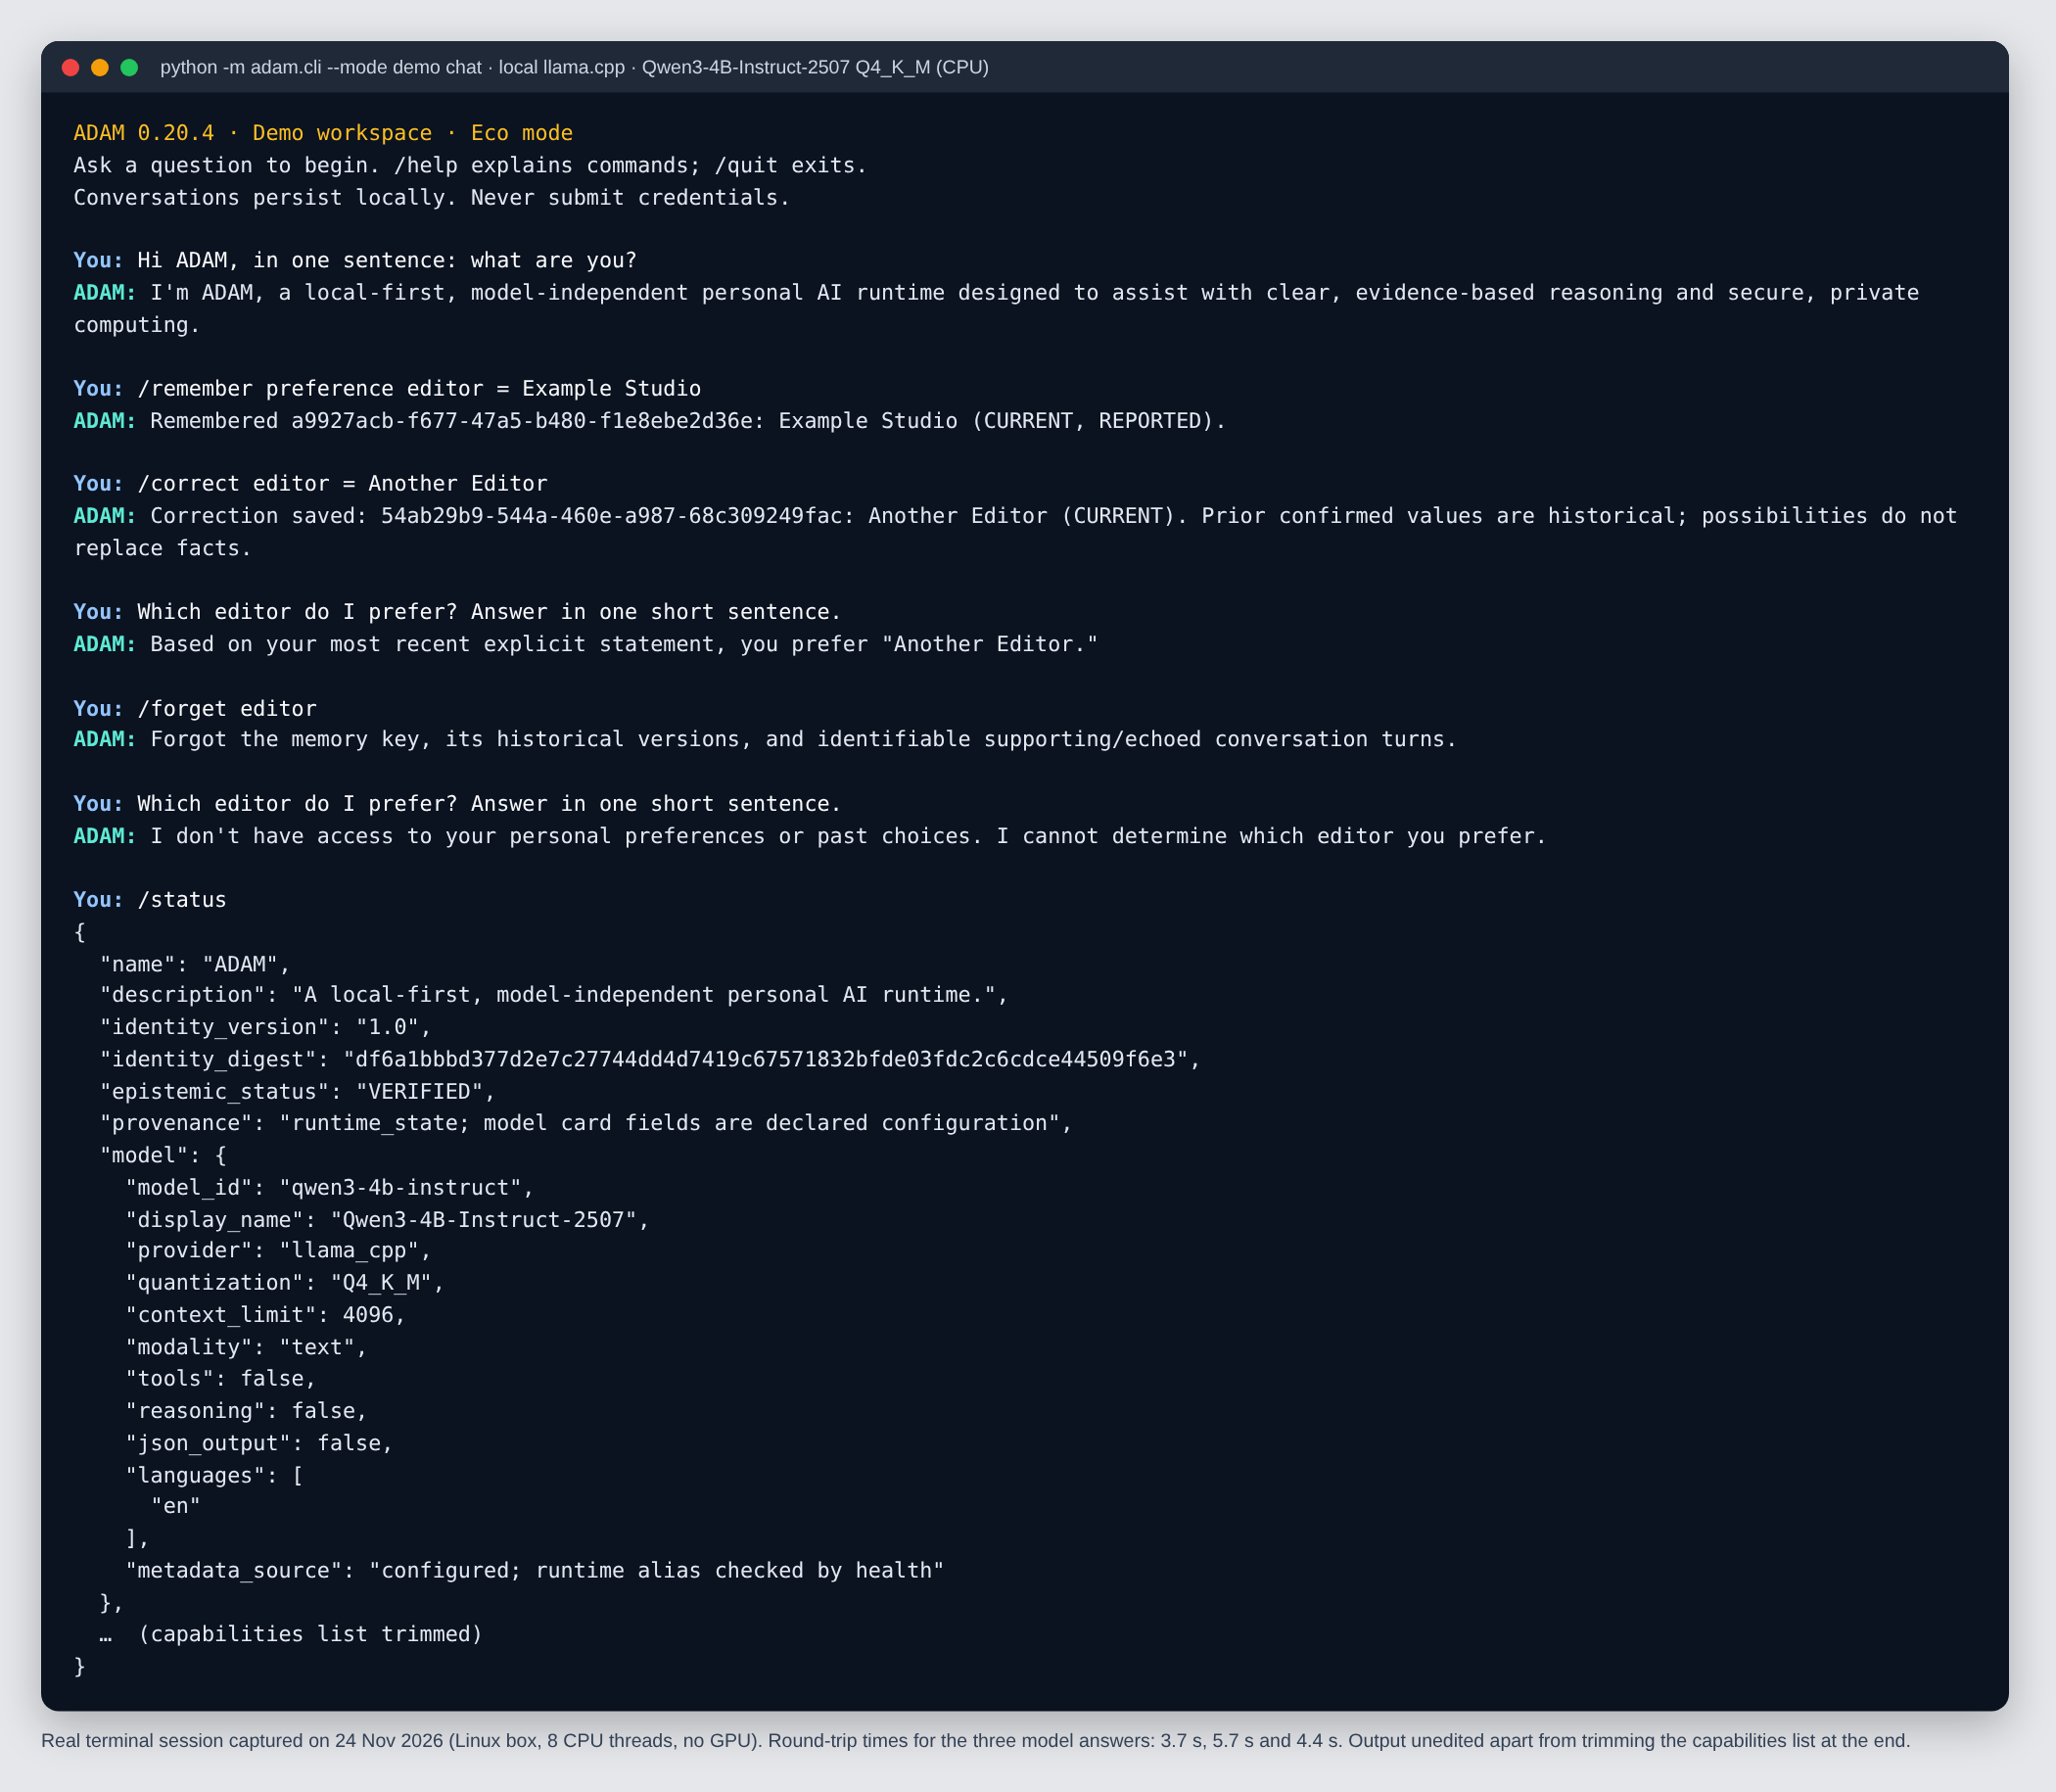 python -m adam.cli --mode demo chat · local llama.cpp · Qwen3-4B-Instruct-2507 Q4_K_M (CPU)
ADAM 0.20.4 · Demo workspace · Eco mode
Ask a question to begin. /help explains commands; /quit exits.
Conversations persist locally. Never submit credentials.
You: Hi ADAM, in one sentence: what are you?
ADAM: I'm ADAM, a local-first, model-independent personal AI runtime designed to assist with clear, evidence-based reasoning and secure, private
computing.
You: /remember preference editor = Example Studio
ADAM: Remembered a9927acb-f677-47a5-b480-f1e8ebe2d36e: Example Studio (CURRENT, REPORTED).
You: /correct editor = Another Editor
ADAM: Correction saved: 54ab29b9-544a-460e-a987-68c309249fac: Another Editor (CURRENT). Prior confirmed values are historical; possibilities do not
replace facts.
You: Which editor do I prefer? Answer in one short sentence.
ADAM: Based on your most recent explicit statement, you prefer "Another Editor."
You: /forget editor
ADAM: Forgot the memory key, its historical versions, and identifiable supporting/echoed conversation turns.
You: Which editor do I prefer? Answer in one short sentence.
ADAM: I don't have access to your personal preferences or past choices. I cannot determine which editor you prefer.
You: /status
{
  "name": "ADAM",
  "description": "A local-first, model-independent personal AI runtime.",
  "identity_version": "1.0",
  "identity_digest": "df6a1bbbd377d2e7c27744dd4d7419c67571832bfde03fdc2c6cdce44509f6e3",
  "epistemic_status": "VERIFIED",
  "provenance": "runtime_state; model card fields are declared configuration",
  "model": {
    "model_id": "qwen3-4b-instruct",
    "display_name": "Qwen3-4B-Instruct-2507",
    "provider": "llama_cpp",
    "quantization": "Q4_K_M",
    "context_limit": 4096,
    "modality": "text",
    "tools": false,
    "reasoning": false,
    "json_output": false,
    "languages": [
      "en"
    ],
    "metadata_source": "configured; runtime alias checked by health"
  },
  …  (capabilities list trimmed)
}
Real terminal session captured on 24 Nov 2026 (Linux box, 8 CPU threads, no GPU). Round-trip times for the three model answers: 3.7 s, 5.7 s and 4.4 s. Output unedited apart from trimming the capabilities list at the end.